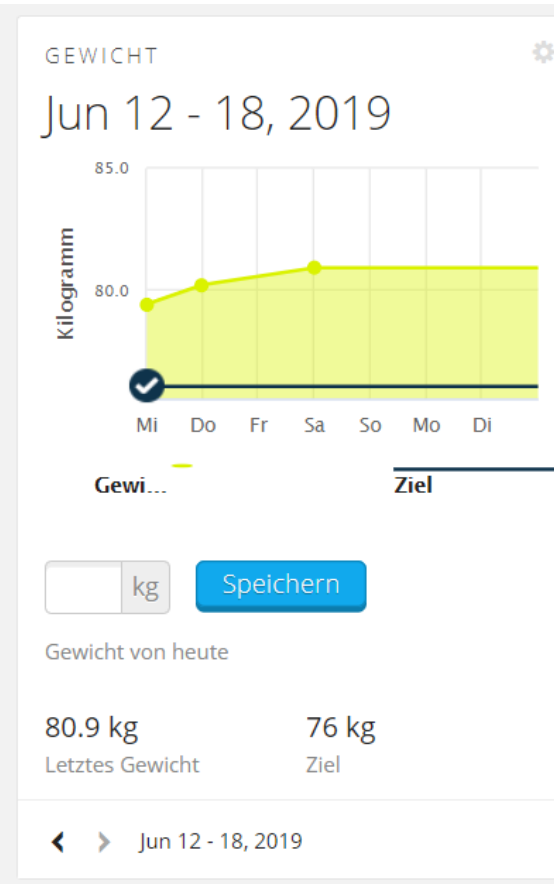 GEWICHT
Jun 12 - 18, 2019
85.0
80.0
Kilogramm
Mi Do Fr Sa So Mo Di
Gewi... Ziel
kg Speichern
Gewicht von heute
80.9 kg 76 kg
Letztes Gewicht Ziel
Jun 12 - 18, 2019